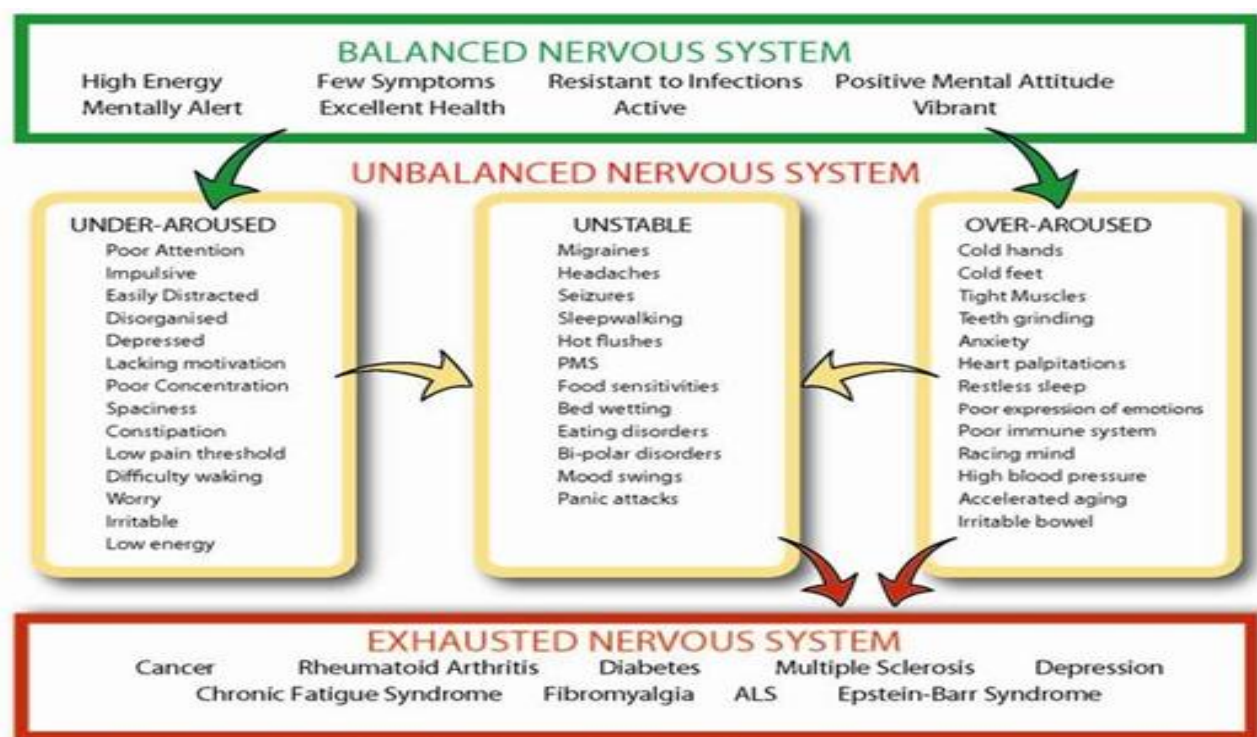 BALANCED NERVOUS SYSTEM
High Energy Few Symptoms Resistant to Infections Positive Mental Attitude
Mentally Alert Excellent Health Active Vibrant
UNBALANCED NERVOUS SYSTEM
UNDER-AROUSED
Poor Attention
Impulsive
Easily Distracted
Disorganised
Depressed
Lacking motivation
Poor Concentration
Spaciness
Constipation
Low pain threshold
Difficulty waking
Worry
Irritable
Low energy
UNSTABLE
Migraines
Headaches
Seizures
Sleepwalking
Hot flushes
PMS
Food sensitivities
Bed wetting
Eating disorders
Bi-polar disorders
Mood swings
Panic attacks
OVER-AROUSED
Cold hands
Cold feet
Tight Muscles
Teeth grinding
Anxiety
Heart palpitations
Restless sleep
Poor expression of emotions
Poor immune system
Racing mind
High blood pressure
Accelerated aging
Irritable bowel
EXHAUSTED NERVOUS SYSTEM
Cancer Rheumatoid Arthritis Diabetes Multiple Sclerosis Depression
Chronic Fatigue Syndrome Fibromyalgia ALS Epstein-Barr Syndrome